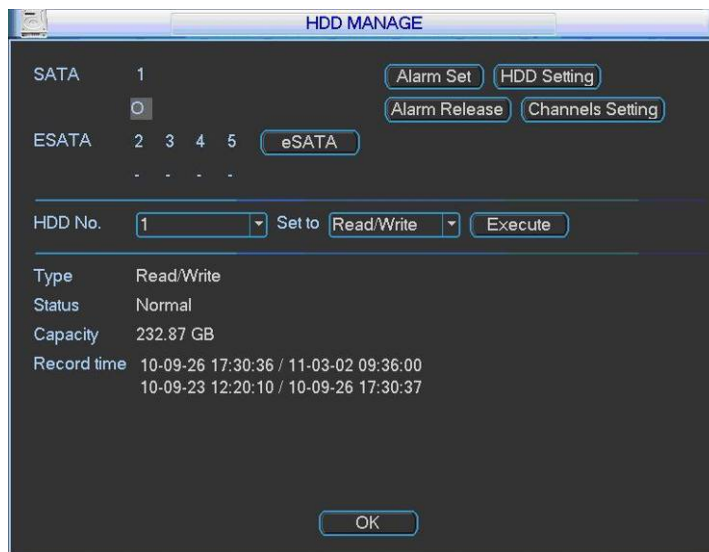 HDD MANAGE
SATA 1 Alarm Set HDD Setting
O Alarm Release Channels Setting
ESATA 2 3 4 5 eSATA
- - - -
HDD No. 1 Set to Read/Write Execute
Type Read/Write
Status Normal
Capacity 232.87 GB
Record time 10-09-26 17:30:36 / 11-03-02 09:36:00
10-09-23 12:20:10 / 10-09-26 17:30:37
OK